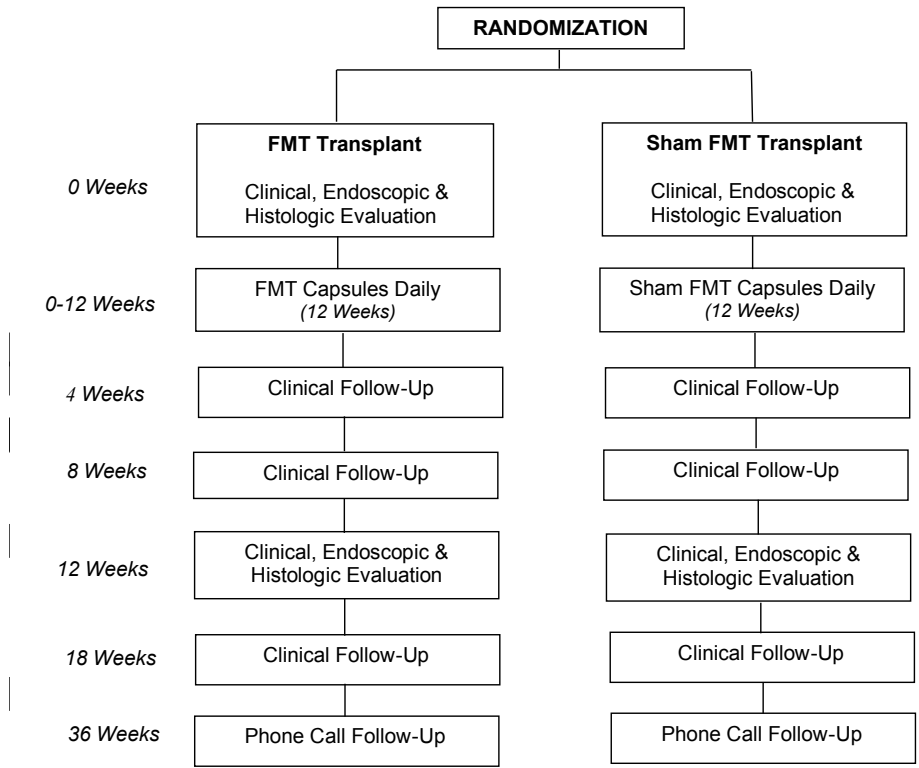 RANDOMIZATION
FMT Transplant
Sham FMT Transplant
0 Weeks
Clinical, Endoscopic &
Histologic Evaluation
Clinical, Endoscopic &
Histologic Evaluation
0-12 Weeks
FMT Capsules Daily
(12 Weeks)
Sham FMT Capsules Daily
(12 Weeks)
4 Weeks
Clinical Follow-Up
Clinical Follow-Up
8 Weeks
Clinical Follow-Up
Clinical Follow-Up
12 Weeks
Clinical, Endoscopic &
Histologic Evaluation
Clinical, Endoscopic &
Histologic Evaluation
18 Weeks
Clinical Follow-Up
Clinical Follow-Up
36 Weeks
Phone Call Follow-Up
Phone Call Follow-Up